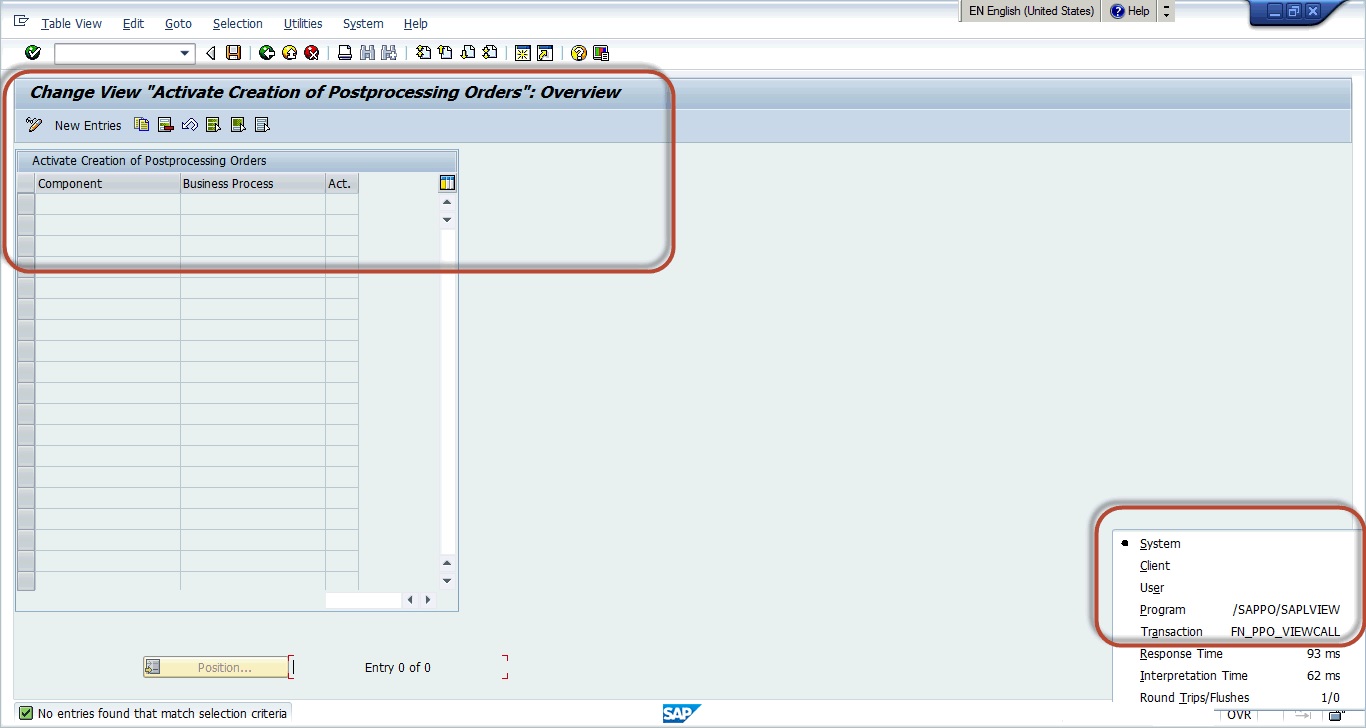 EN English (United States) Help
Table View Edit Goto Selection Utilities System Help
Change View "Activate Creation of Postprocessing Orders": Overview
New Entries
Activate Creation of Postprocessing Orders
Component Business Process Act.
System
Client
User
Program /SAPPO/SAPLVIEW
Transaction FN_PPO_VIEWCALL
Response Time 93 ms
Interpretation Time 62 ms
Round Trips/Flushes 1/0
Position... Entry 0 of 0
No entries found that match selection criteria
SAP
OVR